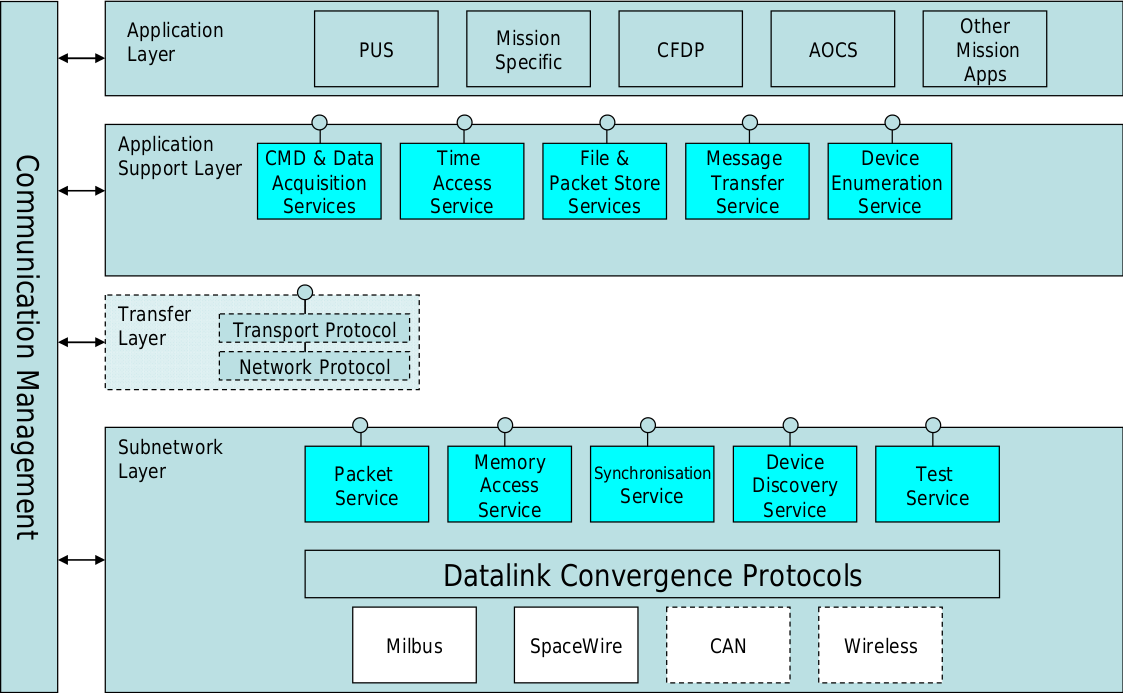 Communication Management
Application
Layer
PUS
Mission
Specific
CFDP
AOCS
Other
Mission
Apps
Application
Support Layer
CMD & Data
Acquisition
Services
Time
Access
Service
File &
Packet Store
Services
Message
Transfer
Service
Device
Enumeration
Service
Transfer
Layer
Transport Protocol
Network Protocol
Subnetwork
Layer
Packet
Service
Memory
Access
Service
Synchronisation
Service
Device
Discovery
Service
Test
Service
Datalink Convergence Protocols
Milbus
SpaceWire
CAN
Wireless